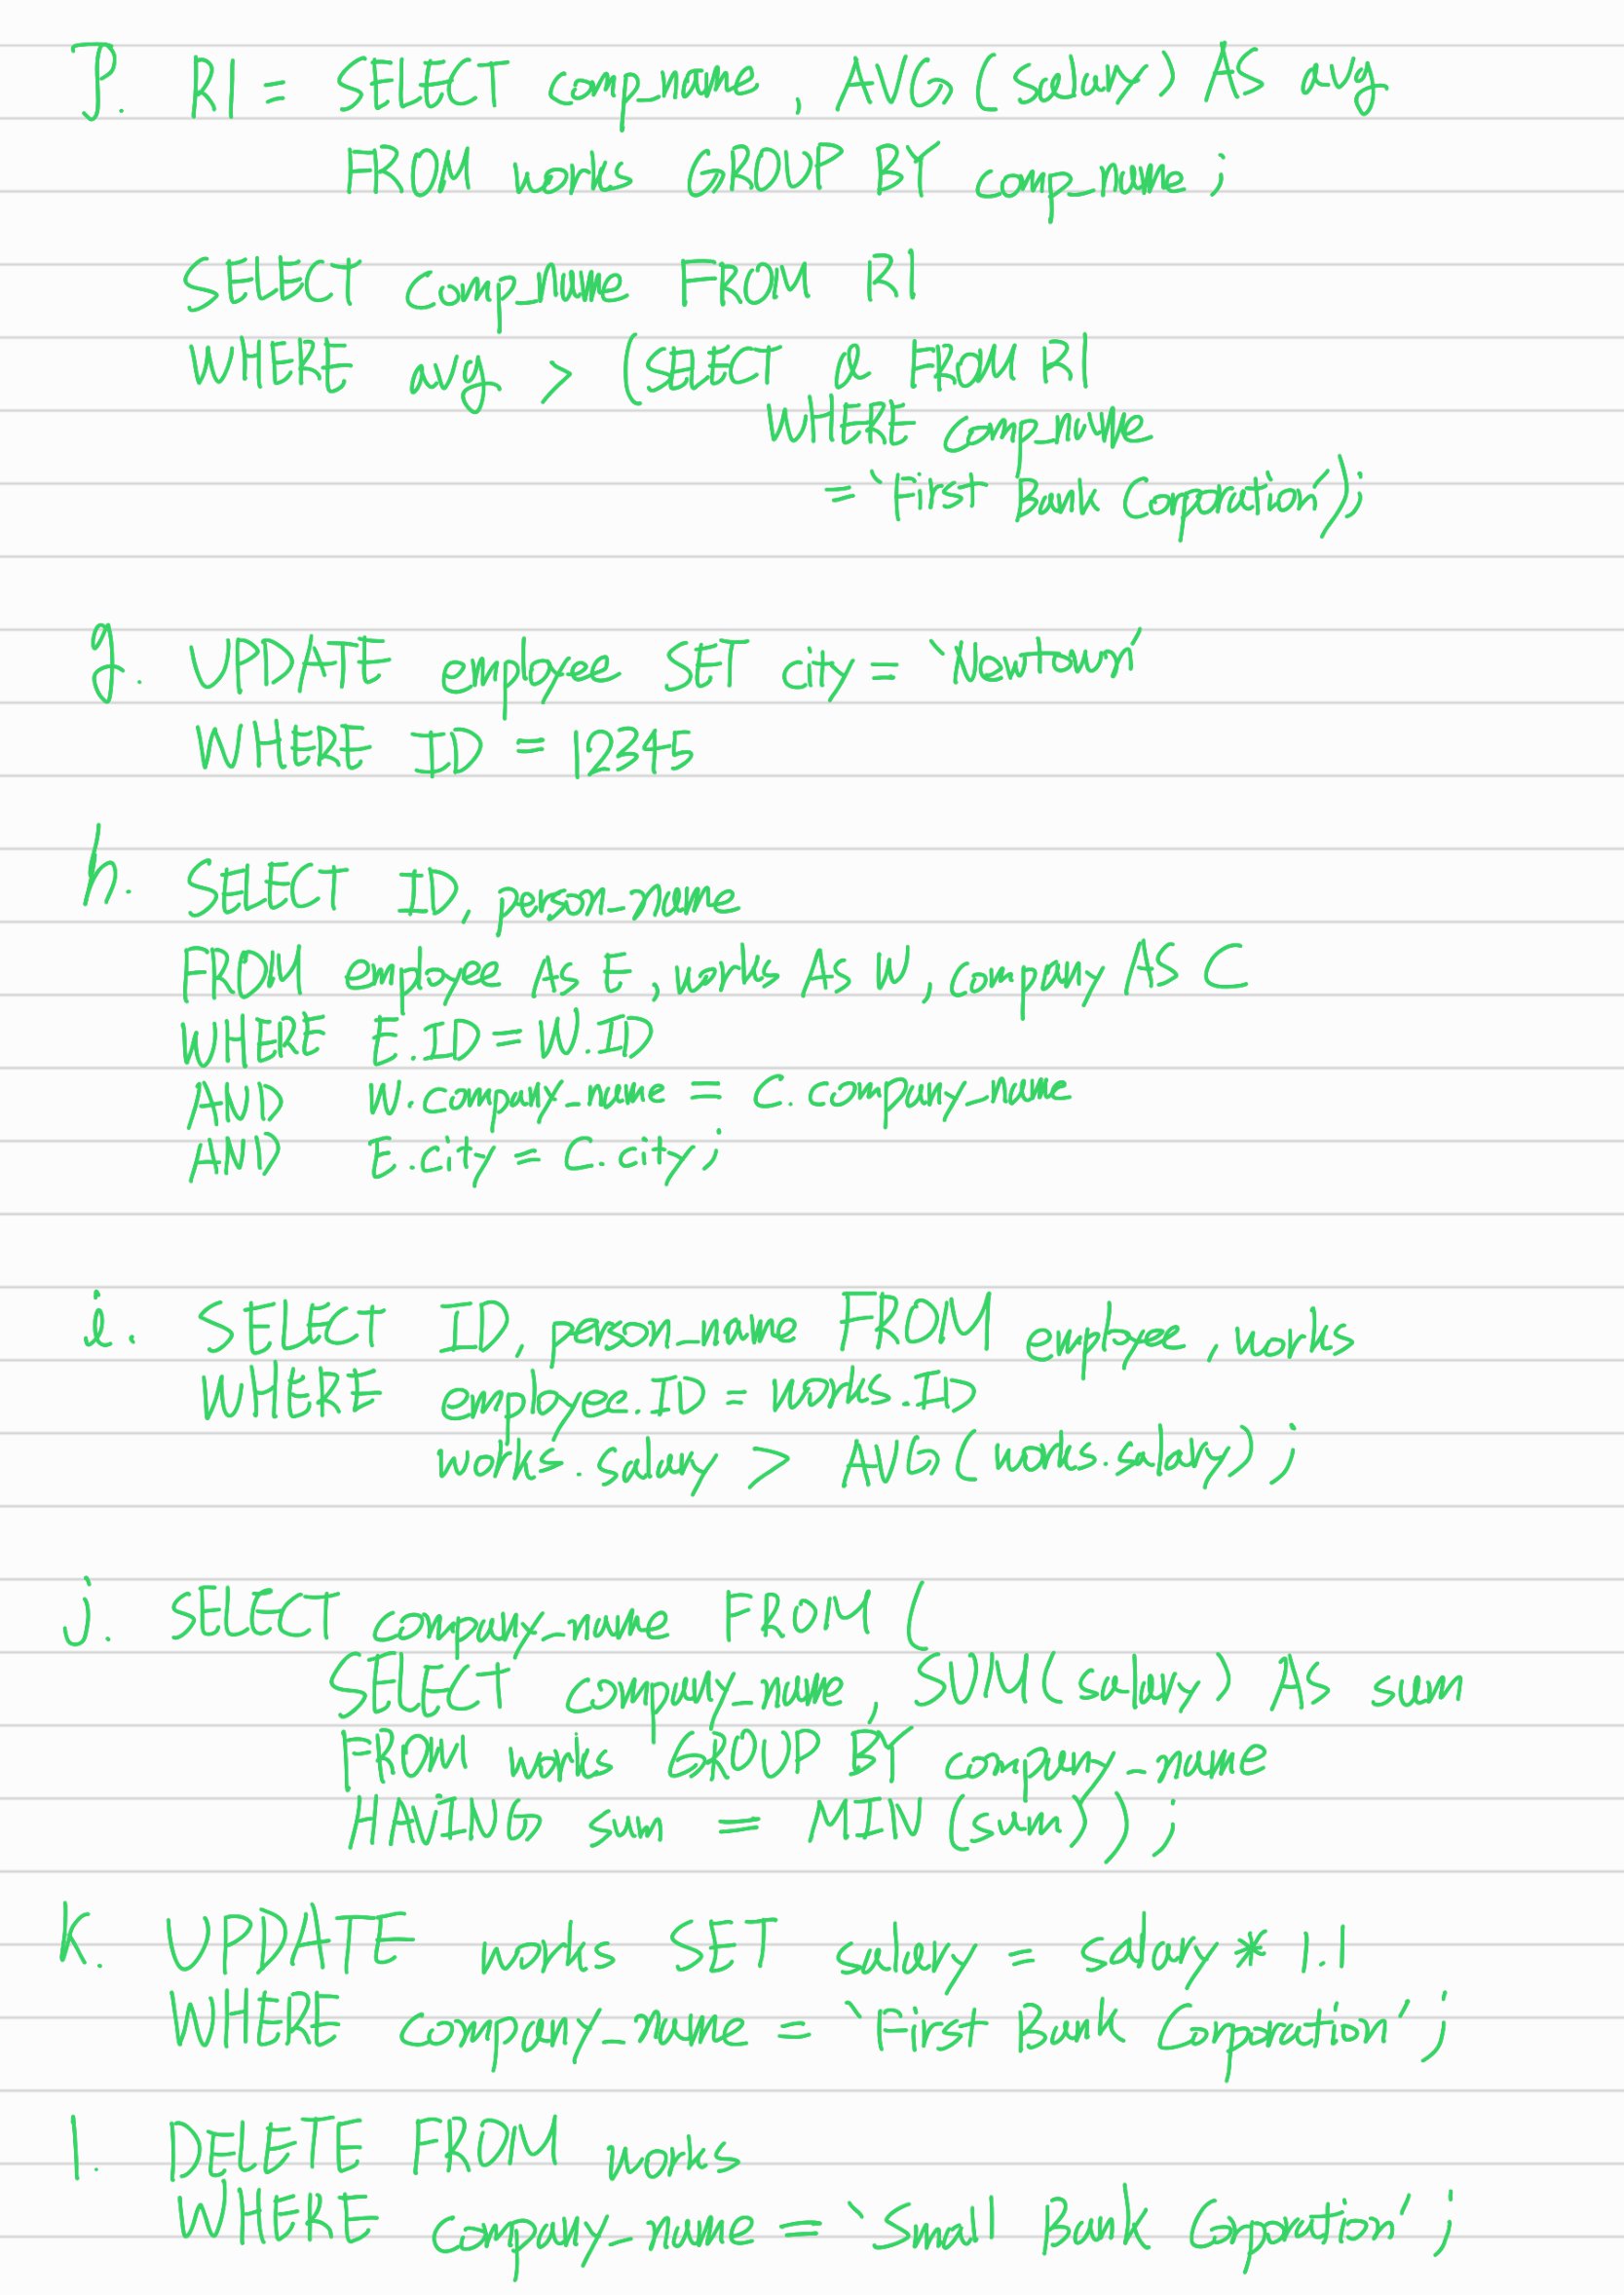 f. R1 = SELECT comp_name, AVG(salary) AS avg
FROM works GROUP BY comp_name;
SELECT comp_name FROM R1
WHERE avg > (SELECT a FROM R1
WHERE comp_name
= 'First Bank Corporation');
g. UPDATE employee SET city = 'Newtown'
WHERE ID = 12345
h. SELECT ID, person_name
FROM employee AS E, works AS W, company AS C
WHERE E.ID = W.ID
AND W.company_name = C.company_name
AND E.city = C.city;
i. SELECT ID, person_name FROM employee, works
WHERE employee.ID = works.ID
works.salary > AVG(works.salary);
j. SELECT company_name FROM (
SELECT company_name, SUM(salary) AS sum
FROM works GROUP BY company_name
HAVING sum = MIN(sum));
k. UPDATE works SET salary = salary * 1.1
WHERE company_name = 'First Bank Corporation';
l. DELETE FROM works
WHERE company_name = 'Small Bank Corporation';